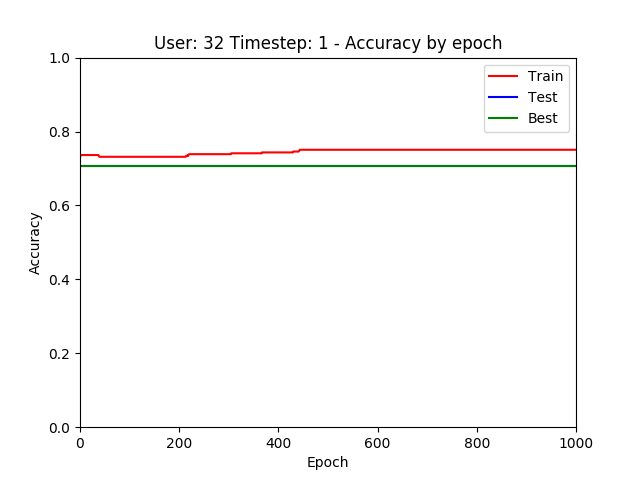 User: 32 Timestep: 1 - Accuracy by epoch
1.0
0.8
0.6
0.4
0.2
0.0
Accuracy
Train
Test
Best
0 200 400 600 800 1000
Epoch